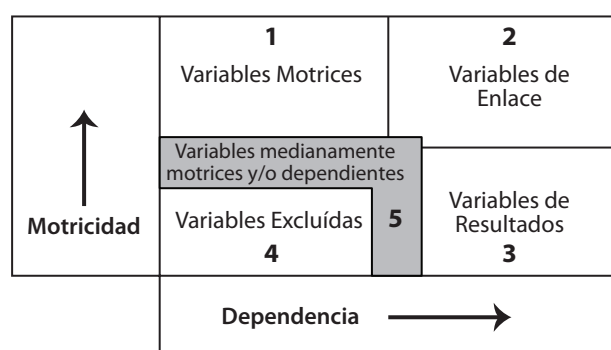 1
Variables Motrices
2
Variables de
Enlace
Variables medianamente
motrices y/o dependientes
Motricidad
Variables Excluídas
4
5
Variables de
Resultados
3
Dependencia